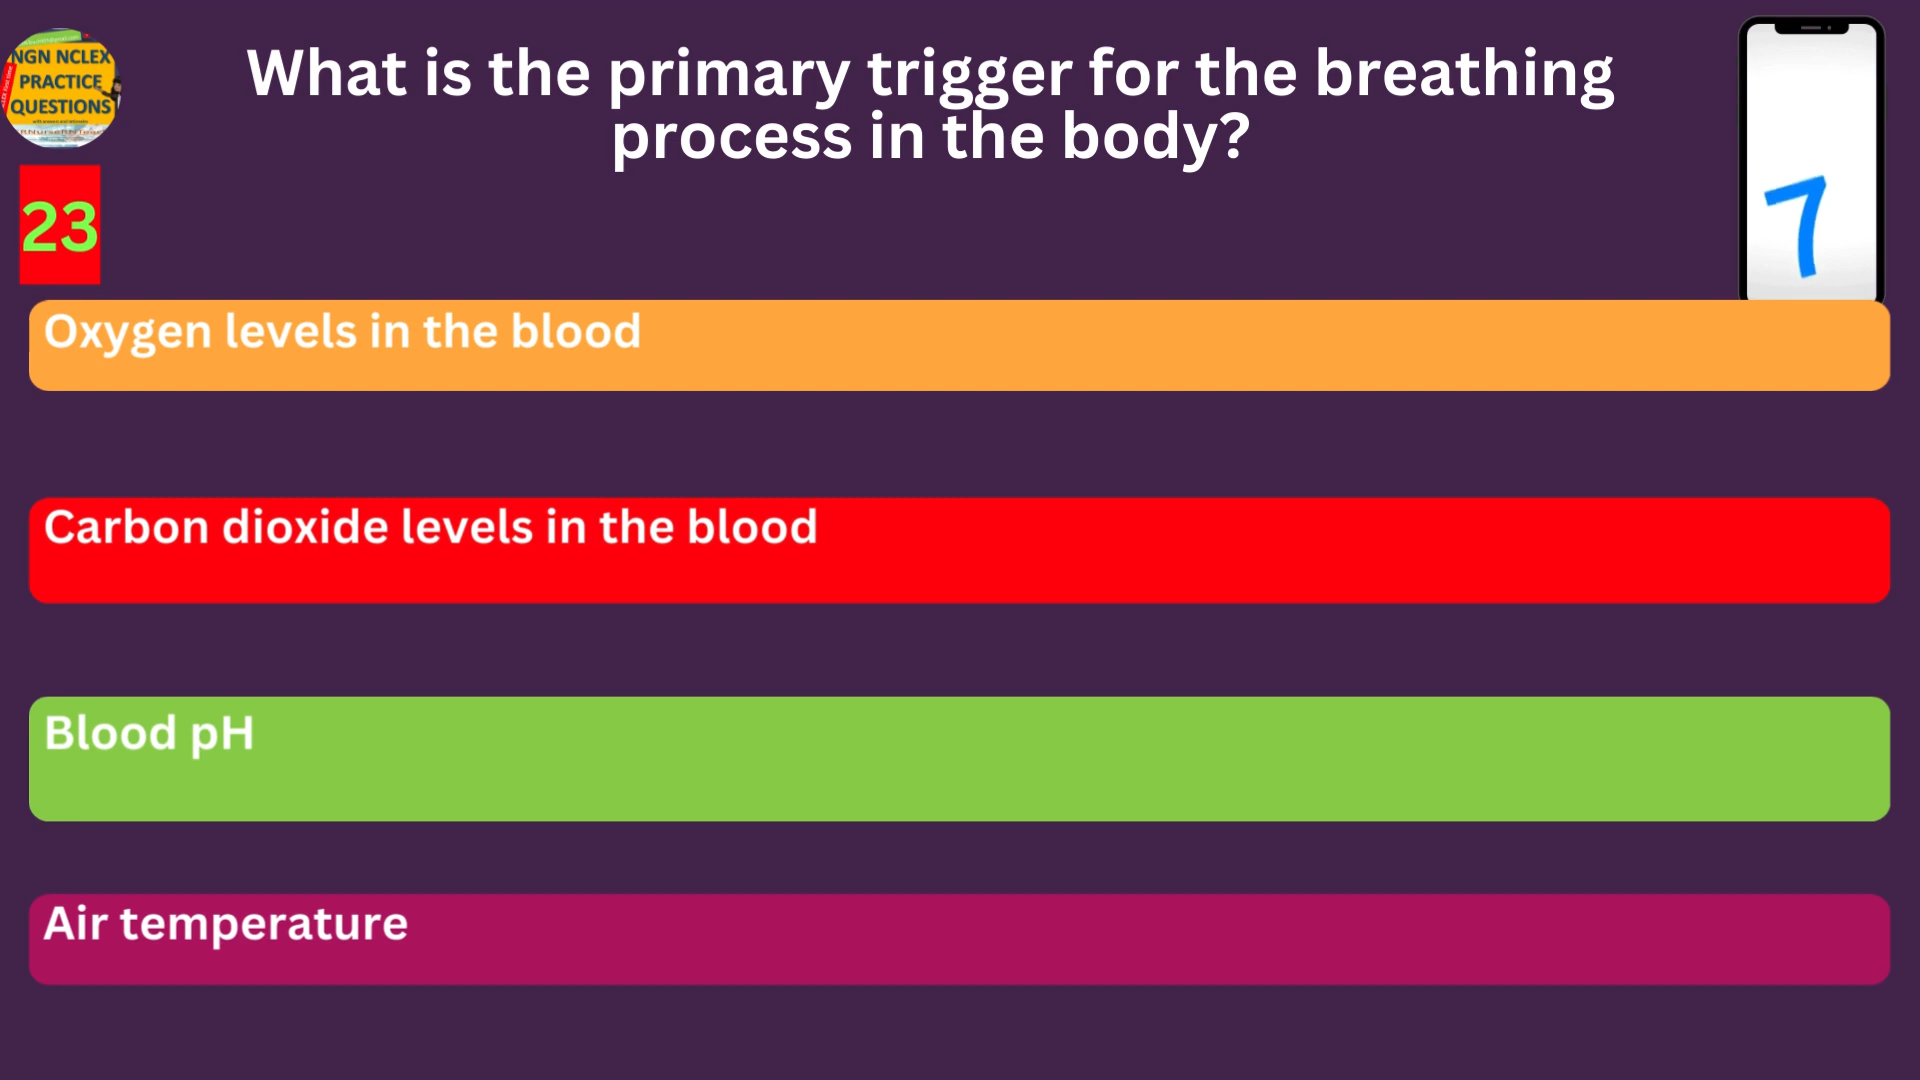 NGN NCLEX
PRACTICE
QUESTIONS
What is the primary trigger for the breathing
process in the body?
23
7
Oxygen levels in the blood
Carbon dioxide levels in the blood
Blood pH
Air temperature